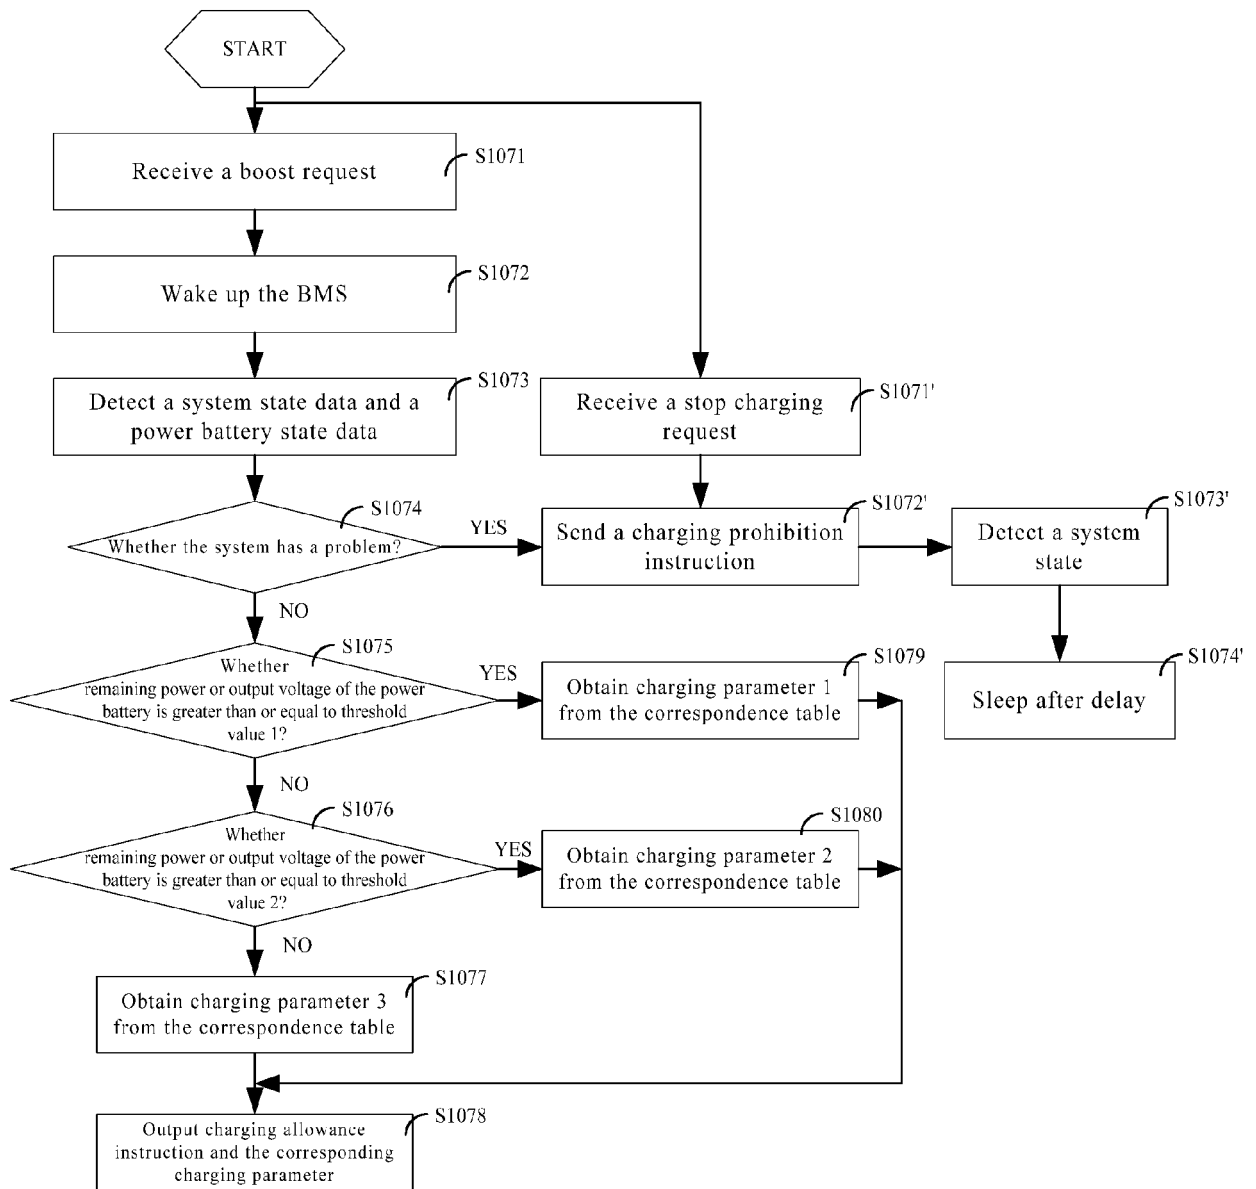 START
Receive a boost request
S1071
Wake up the BMS
S1072
Detect a system state data and a
power battery state data
S1073
Receive a stop charging
request
S1071'
Whether the system has a problem?
S1074
YES
NO
Send a charging prohibition
instruction
S1072'
Detect a system
state
S1073'
Whether
remaining power or output voltage of the power
battery is greater than or equal to threshold
value 1?
S1075
YES
NO
Obtain charging parameter 1
from the correspondence table
S1079
Sleep after delay
S1074'
Whether
remaining power or output voltage of the power
battery is greater than or equal to threshold
value 2?
S1076
YES
NO
Obtain charging parameter 2
from the correspondence table
S1080
Obtain charging parameter 3
from the correspondence table
S1077
Output charging allowance
instruction and the corresponding
charging parameter
S1078